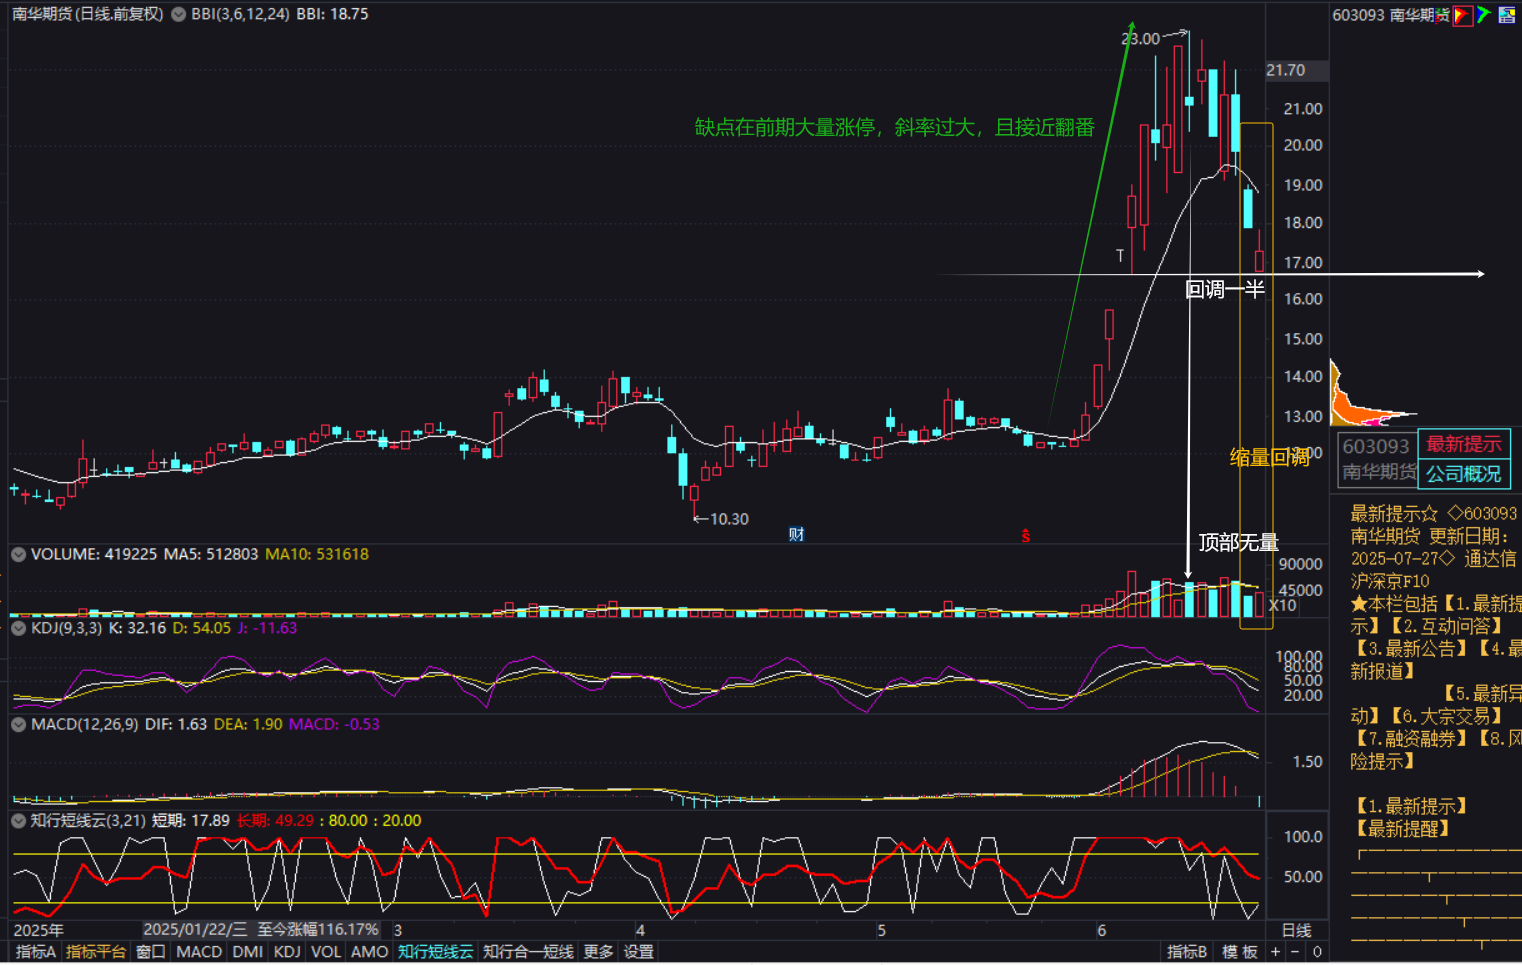 南华期货(日线.前复权) BBI(3,6,12,24) BBI: 18.75
603093 南华期货
23.00
21.70
21.00
缺点在前期大量涨停，斜率过大，且接近翻番
20.00
19.00
18.00
T
17.00
回调一半
16.00
15.00
14.00
13.00
12.00
缩量回调
603093 最新提示
南华期货 公司概况
10.30
财
S
顶部无量
最新提示☆ ◇603093
南华期货 更新日期:
2025-07-27◇ 通达信
沪深京F10
★本栏包括【1.最新提
示】【2.互动问答】
【3.最新公告】【4.最
新报道】
【5.最新异
动】【6.大宗交易】
【7.融资融券】【8.风
险提示】
【1.最新提示】
【最新提醒】
VOLUME: 419225 MA5: 512803 MA10: 531618
90000
45000
X10
KDJ(9,3,3) K: 32.16 D: 54.05 J: -11.63
100.00
80.00
50.00
20.00
MACD(12,26,9) DIF: 1.63 DEA: 1.90 MACD: -0.53
1.50
知行短线云(3,21) 短期: 17.89 长期: 49.29 : 80.00 : 20.00
100.0
50.00
2025年 2025/01/22/三 至今涨幅116.17% 3 4 5 6 日线
指标A 指标平台 窗口 MACD DMI KDJ VOL AMO 知行短线云 知行合一短线 更多 设置 指标B 模 板 + − 0